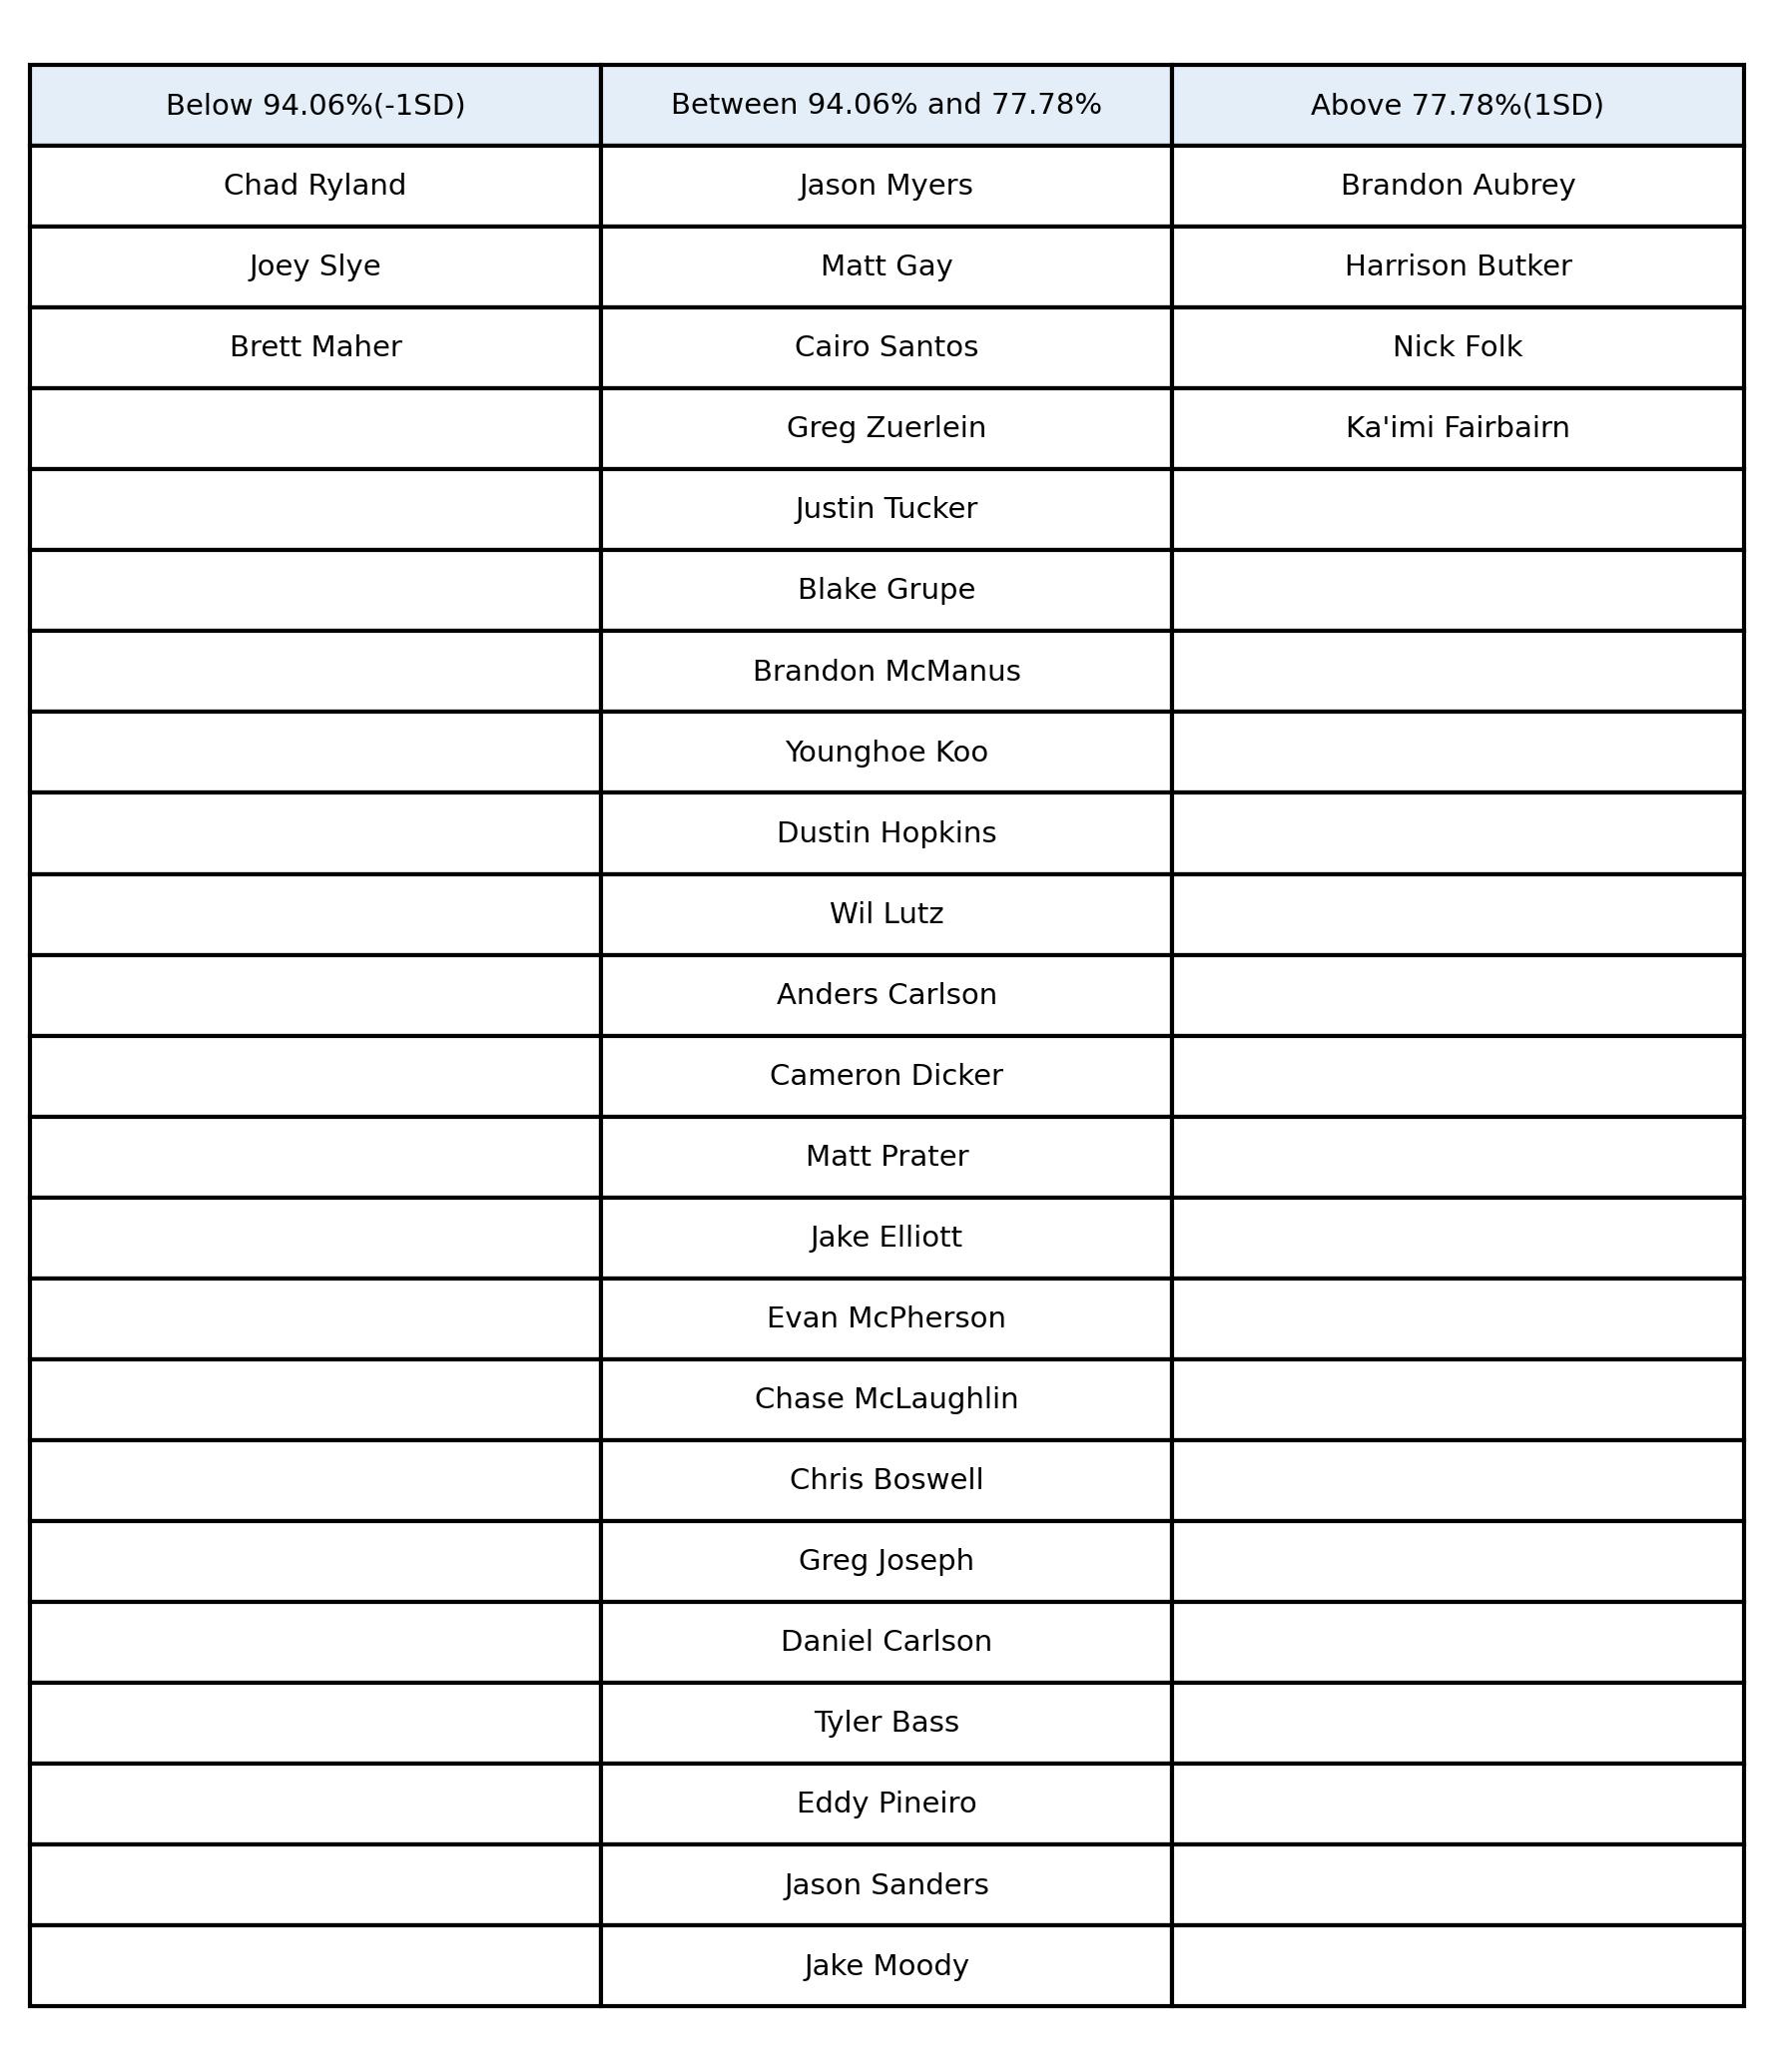 Below 94.06%(-1SD) Between 94.06% and 77.78% Above 77.78%(1SD)
Chad Ryland Jason Myers Brandon Aubrey
Joey Slye Matt Gay Harrison Butker
Brett Maher Cairo Santos Nick Folk
Greg Zuerlein Ka'imi Fairbairn
Justin Tucker
Blake Grupe
Brandon McManus
Younghoe Koo
Dustin Hopkins
Wil Lutz
Anders Carlson
Cameron Dicker
Matt Prater
Jake Elliott
Evan McPherson
Chase McLaughlin
Chris Boswell
Greg Joseph
Daniel Carlson
Tyler Bass
Eddy Pineiro
Jason Sanders
Jake Moody